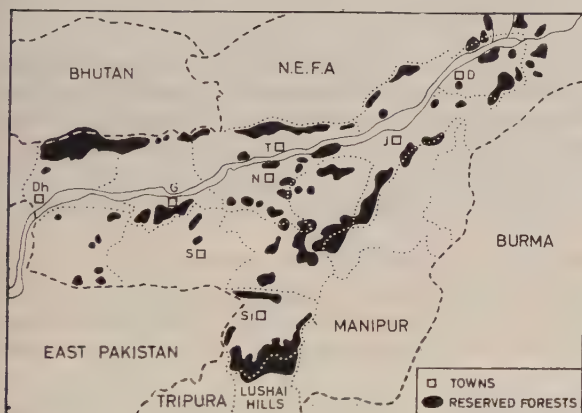 BHUTAN
N.E.F.A
D
T
J
N
Dh
G
BURMA
S
SI
MANIPUR
EAST PAKISTAN
TRIPURA
LUSHAI
HILLS
TOWNS
RESERVED FORESTS